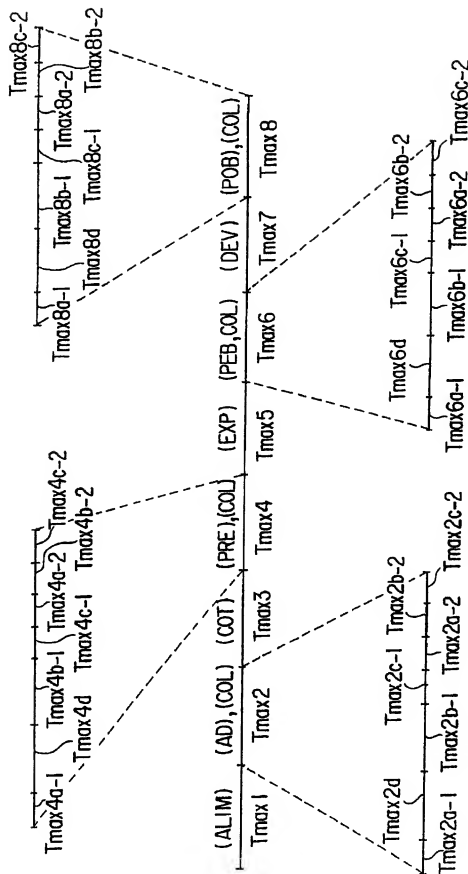 Tmax4a-1
Tmax4d
Tmax4b-1
Tmax4c-1
Tmax4a-2
Tmax4b-2
Tmax4c-2
Tmax8a-1
Tmax8d
Tmax8b-1
Tmax8c-1
Tmax8a-2
Tmax8b-2
Tmax8c-2
(ALIM) (AD),(COL) (COT) (PRE),(COL) (EXP) (PEB,COL) (DEV) (POB),(COL)
Tmax1 Tmax2 Tmax3 Tmax4 Tmax5 Tmax6 Tmax7 Tmax8
Tmax2a-1
Tmax2d
Tmax2b-1
Tmax2c-1
Tmax2a-2
Tmax2b-2
Tmax2c-2
Tmax6a-1
Tmax6d
Tmax6b-1
Tmax6c-1
Tmax6a-2
Tmax6b-2
Tmax6c-2